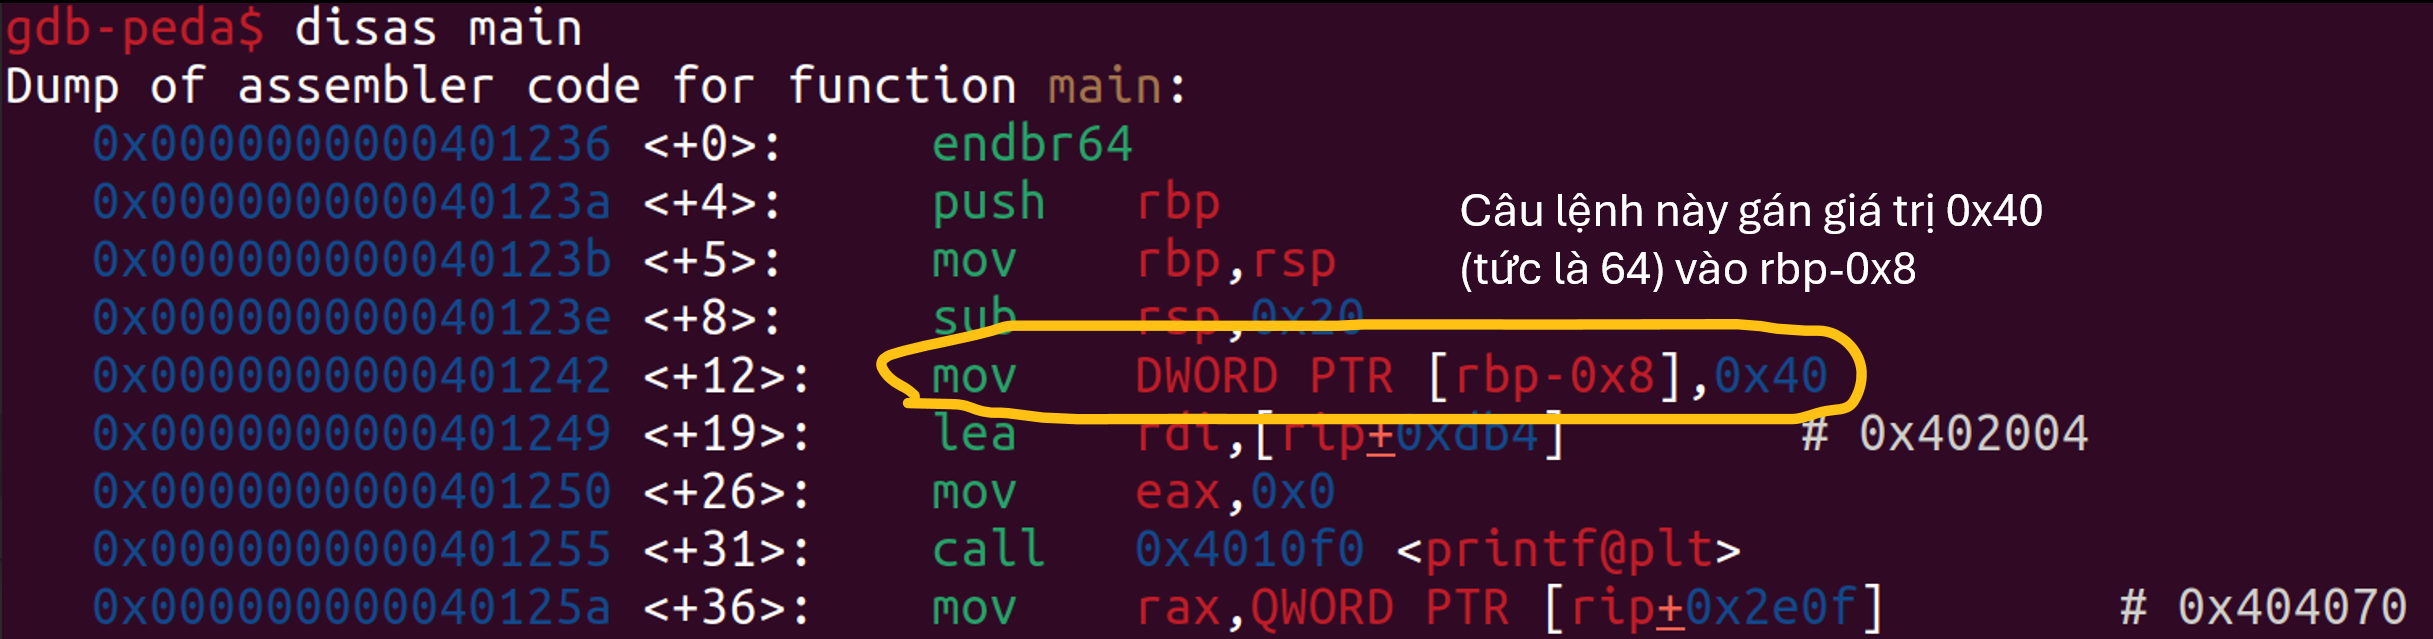 gdb-peda$ disas main
Dump of assembler code for function main:
0x0000000000401236 <+0>: endbr64
0x000000000040123a <+4>: push rbp
Câu lệnh này gán giá trị 0x40
(tức là 64) vào rbp-0x8
0x000000000040123b <+5>: mov rbp,rsp
0x000000000040123e <+8>: sub rsp,0x20
0x0000000000401242 <+12>: mov DWORD PTR [rbp-0x8],0x40
0x0000000000401249 <+19>: lea rdi,[rip+0xdb4] # 0x402004
0x0000000000401250 <+26>: mov eax,0x0
0x0000000000401255 <+31>: call 0x4010f0 <printf@plt>
0x000000000040125a <+36>: mov rax,QWORD PTR [rip+0x2e0f] # 0x404070